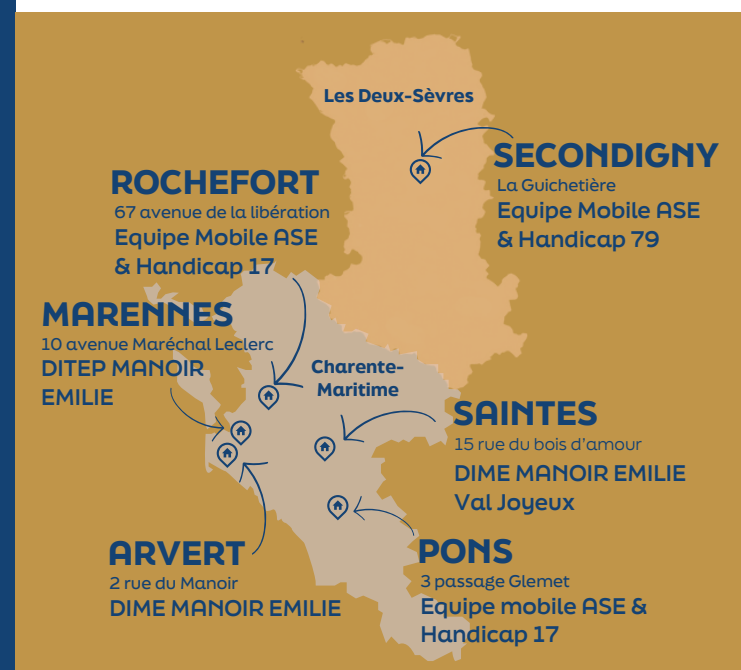 Les Deux-Sèvres
SECONDIGNY
La Guichetière
Equipe Mobile ASE
& Handicap 79
ROCHEFORT
67 avenue de la libération
Equipe Mobile ASE
& Handicap 17
MARENNES
10 avenue Maréchal Leclerc
DITEP MANOIR
EMILIE
Charente-
Maritime
SAINTES
15 rue du bois d'amour
DIME MANOIR EMILIE
Val Joyeux
ARVERT
2 rue du Manoir
DIME MANOIR EMILIE
PONS
3 passage Glemet
Equipe mobile ASE &
Handicap 17